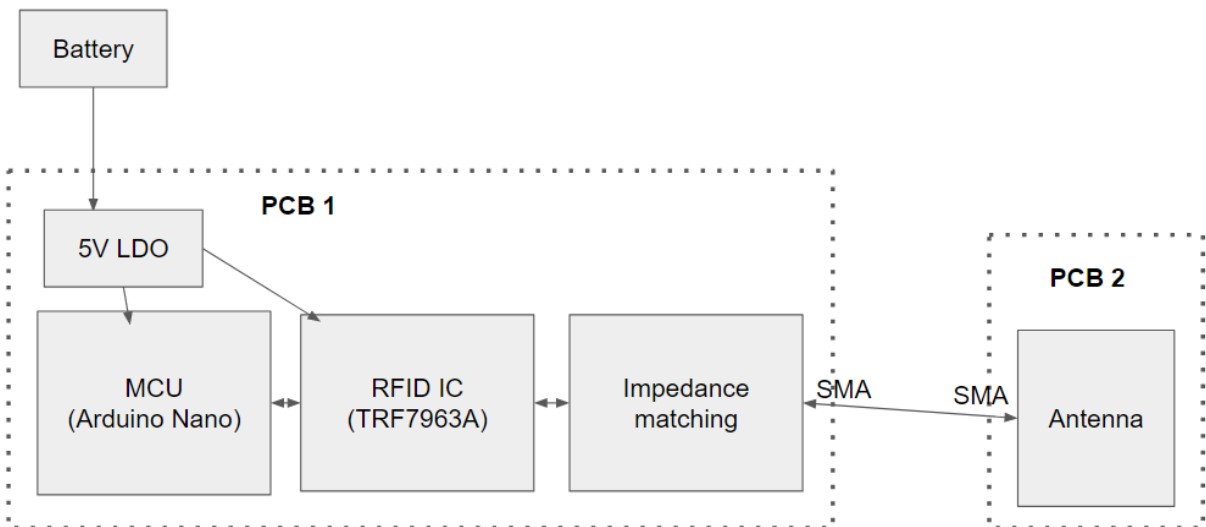 Battery
PCB 1
5V LDO
PCB 2
MCU
(Arduino Nano)
RFID IC
(TRF7963A)
Impedance
matching
SMA
SMA
Antenna